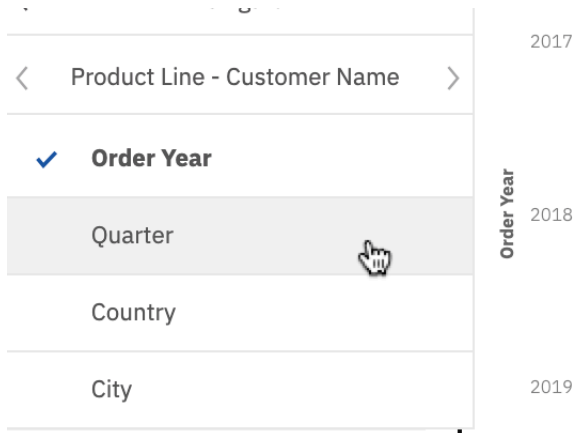 Product Line - Customer Name
Order Year
Quarter
Country
City
Order Year
2017
2018
2019